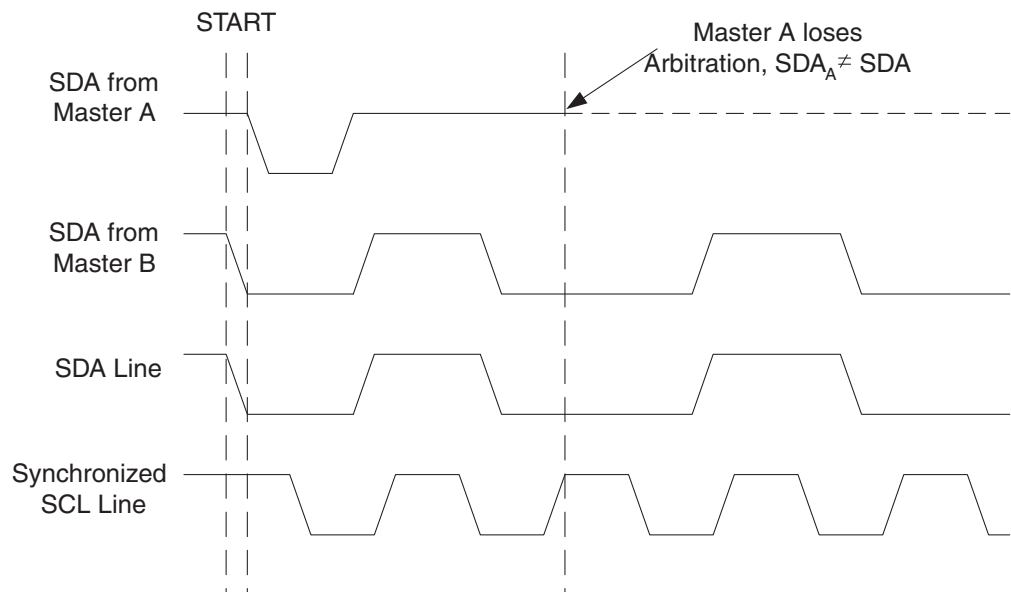 START
Master A loses
Arbitration, SDA_A ≠ SDA
SDA from
Master A
SDA from
Master B
SDA Line
Synchronized
SCL Line